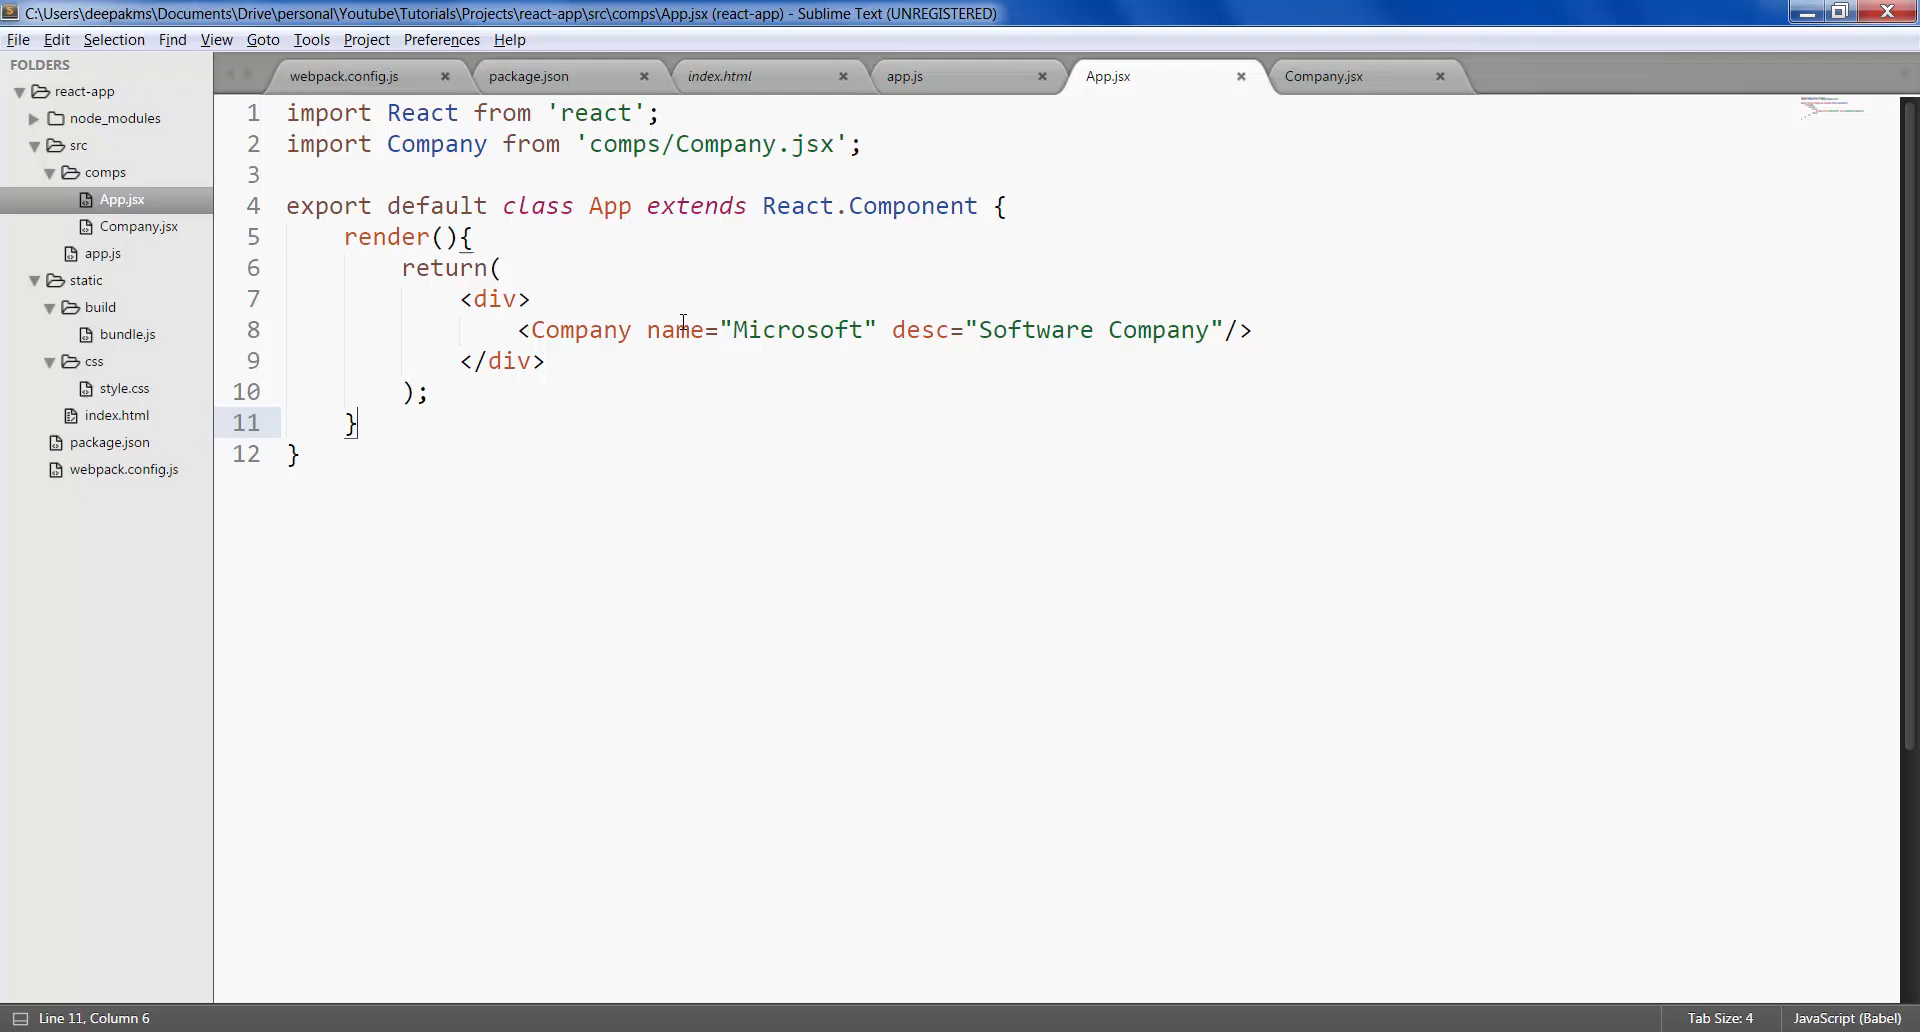 C:\Users\deepakms\Documents\Drive\personal\Youtube\Tutorials\Projects\react-app\src\comps\App.jsx (react-app) - Sublime Text (UNREGISTERED)
File Edit Selection Find View Goto Tools Project Preferences Help
FOLDERS
react-app
node_modules
src
comps
App.jsx
Company.jsx
app.js
static
build
bundle.js
css
style.css
index.html
package.json
webpack.config.js
webpack.config.js package.json index.html app.js App.jsx Company.jsx
1 import React from 'react';
2 import Company from 'comps/Company.jsx';
3
4 export default class App extends React.Component {
5 render(){
6 return(
7 <div>
8 <Company name="Microsoft" desc="Software Company"/>
9 </div>
10 );
11 }
12 }
Line 11, Column 6 Tab Size: 4 JavaScript (Babel)